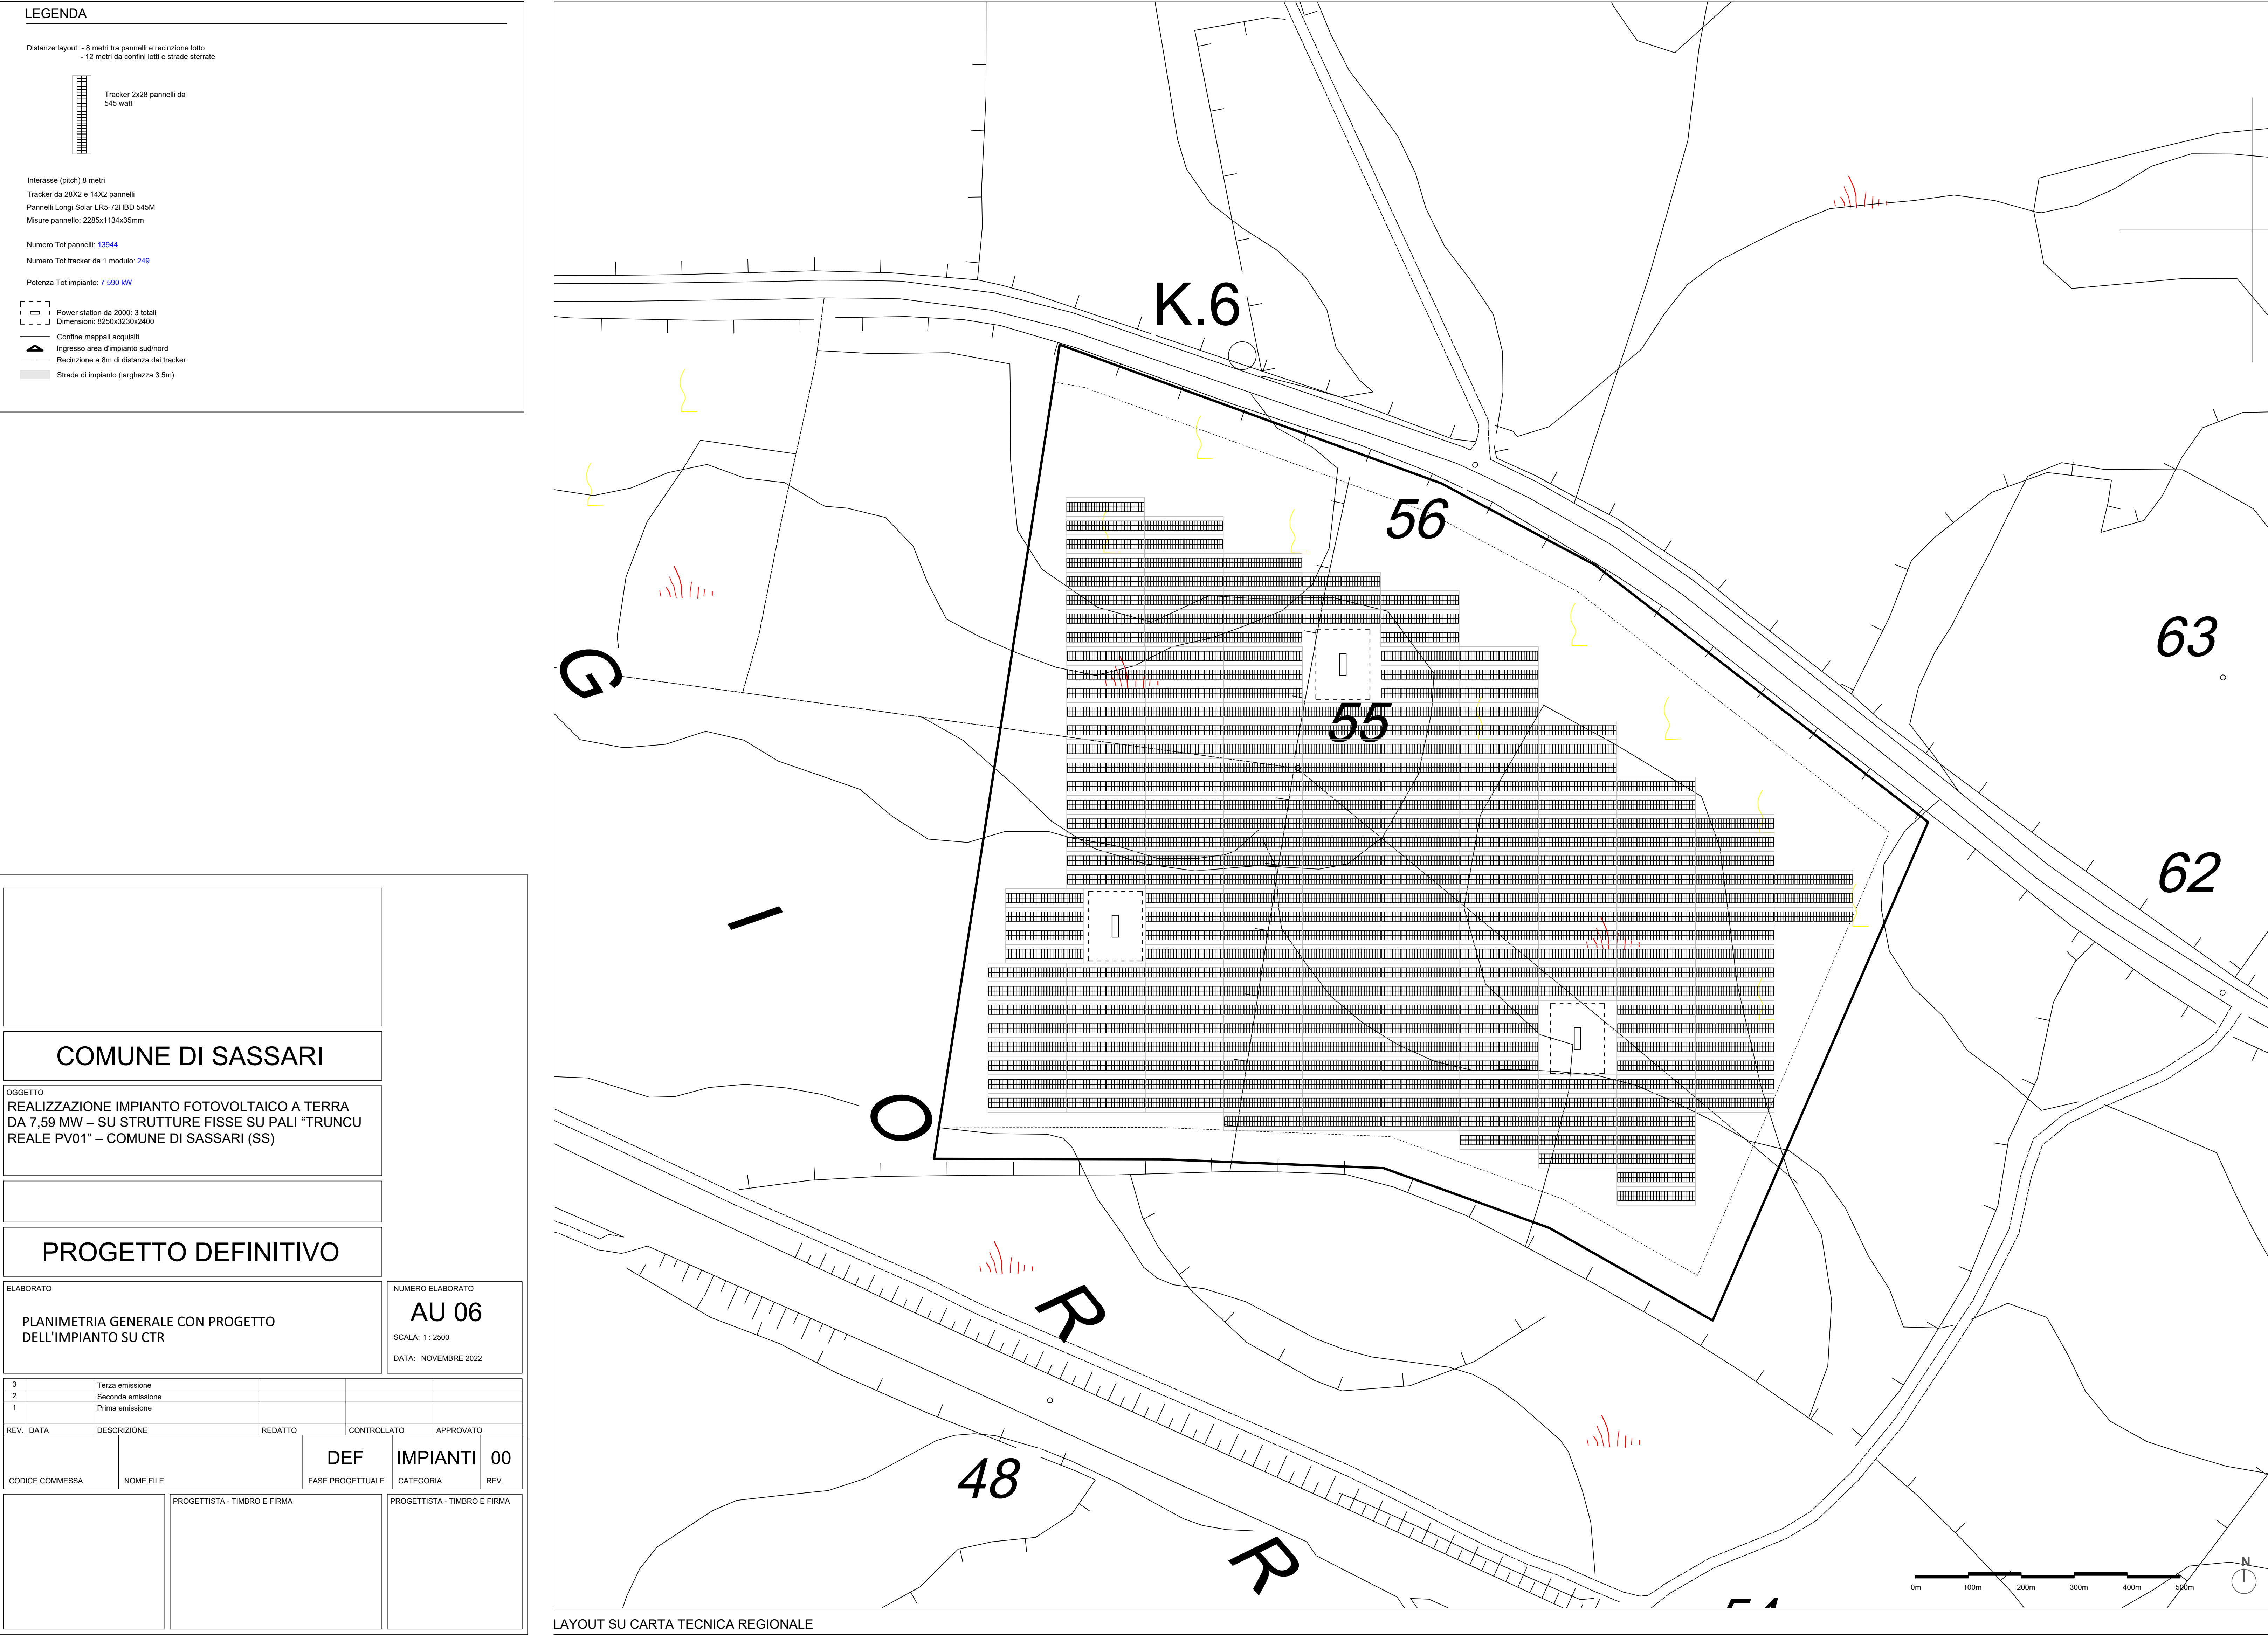 LEGENDA
Distanze layout: - 8 metri tra pannelli e recinzione lotto
- 12 metri da confini lotti e strade sterrate
Tracker 2x28 pannelli da
545 watt
Interasse (pitch) 8 metri
Tracker da 28X2 e 14X2 pannelli
Pannelli Longi Solar LR5-72HBD 545M
Misure pannello: 2285x1134x35mm
Numero Tot pannelli: 13944
Numero Tot tracker da 1 modulo: 249
Potenza Tot impianto: 7 590 kW
Power station da 2000: 3 totali
Dimensioni: 8250x3230x2400
Confine mappali acquisiti
Ingresso area d'impianto sud/nord
Recinzione a 8m di distanza dai tracker
Strade di impianto (larghezza 3.5m)
COMUNE DI SASSARI
OGGETTO
REALIZZAZIONE IMPIANTO FOTOVOLTAICO A TERRA
DA 7,59 MW – SU STRUTTURE FISSE SU PALI “TRUNCU
REALE PV01” – COMUNE DI SASSARI (SS)
PROGETTO DEFINITIVO
ELABORATO
PLANIMETRIA GENERALE CON PROGETTO
DELL'IMPIANTO SU CTR
NUMERO ELABORATO
AU 06
SCALA: 1 : 2500
DATA: NOVEMBRE 2022
3 Terza emissione
2 Seconda emissione
1 Prima emissione
REV. DATA DESCRIZIONE REDATTO CONTROLLATO APPROVATO
DEF IMPIANTI 00
CODICE COMMESSA NOME FILE FASE PROGETTUALE CATEGORIA REV.
PROGETTISTA - TIMBRO E FIRMA
PROGETTISTA - TIMBRO E FIRMA
K.6
56
63
G
55
62
I
O
R
48
R
54
0m 100m 200m 300m 400m 500m
N
LAYOUT SU CARTA TECNICA REGIONALE